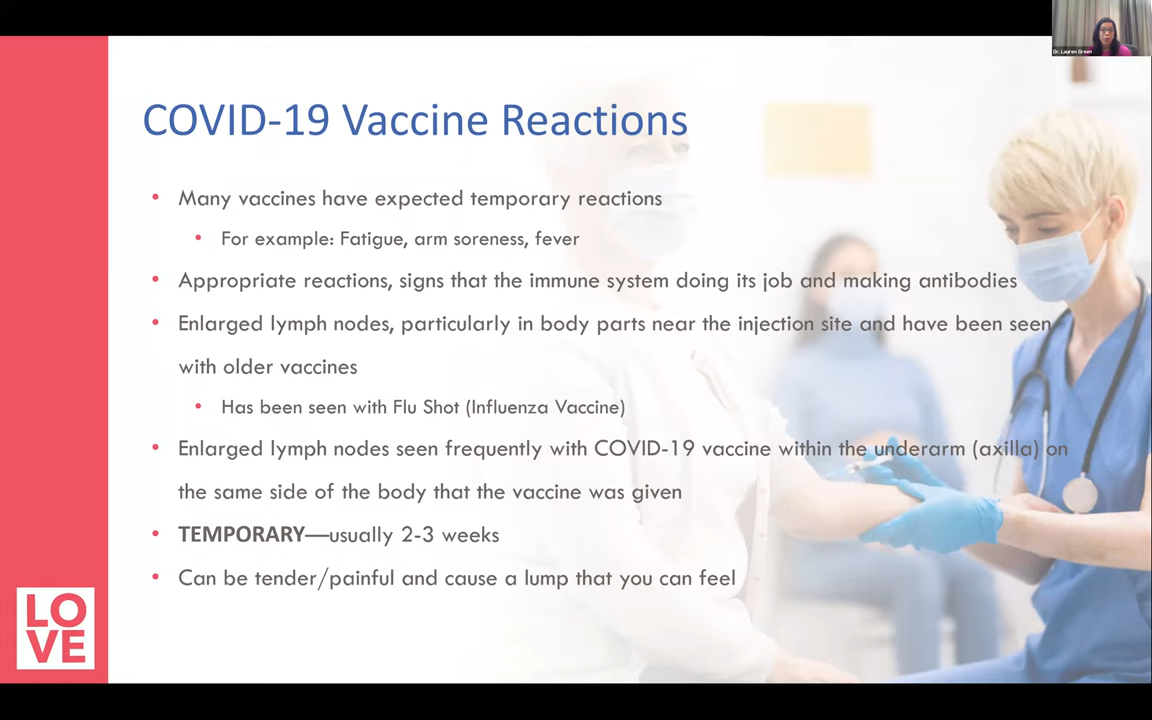 Dr. Lauren Green
COVID-19 Vaccine Reactions
• Many vaccines have expected temporary reactions
• For example: Fatigue, arm soreness, fever
• Appropriate reactions, signs that the immune system doing its job and making antibodies
• Enlarged lymph nodes, particularly in body parts near the injection site and have been seen
with older vaccines
• Has been seen with Flu Shot (Influenza Vaccine)
• Enlarged lymph nodes seen frequently with COVID-19 vaccine within the underarm (axilla) on
the same side of the body that the vaccine was given
• TEMPORARY—usually 2-3 weeks
• Can be tender/painful and cause a lump that you can feel
LO
VE